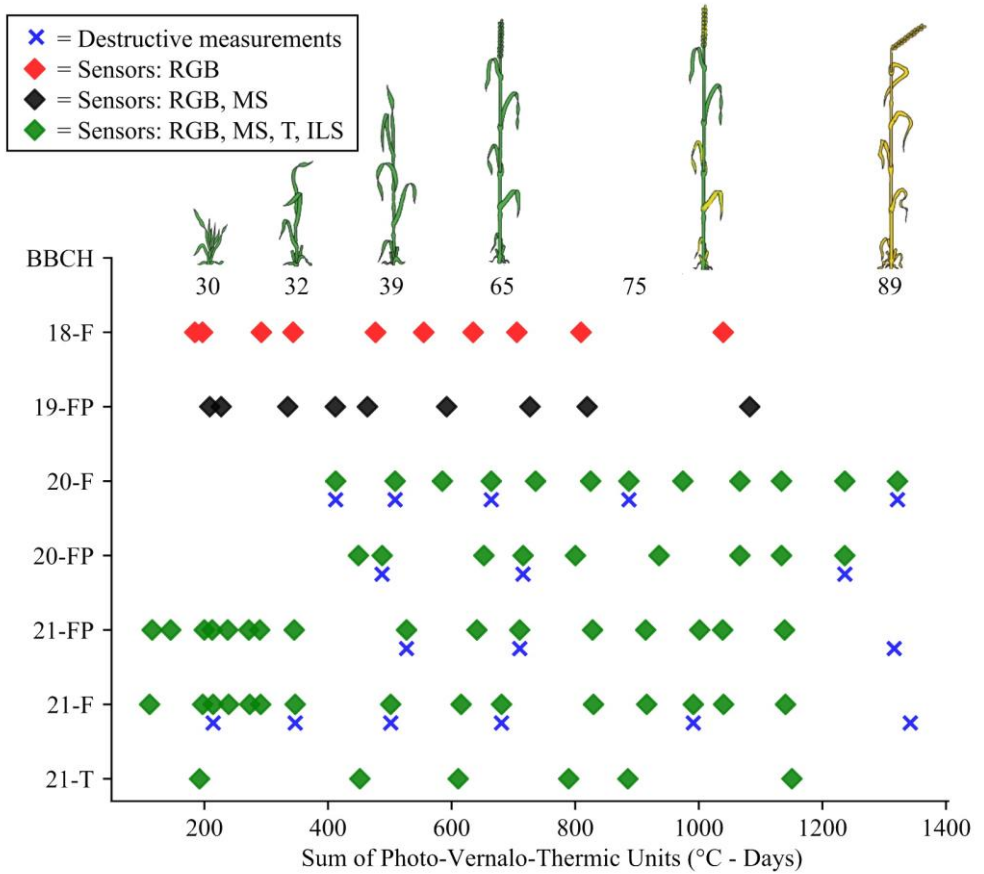 = Destructive measurements
= Sensors: RGB
= Sensors: RGB, MS
= Sensors: RGB, MS, T, ILS
BBCH
30 32 39 65 75 89
18-F
19-FP
20-F
20-FP
21-FP
21-F
21-T
200 400 600 800 1000 1200 1400
Sum of Photo-Vernalo-Thermic Units (°C - Days)